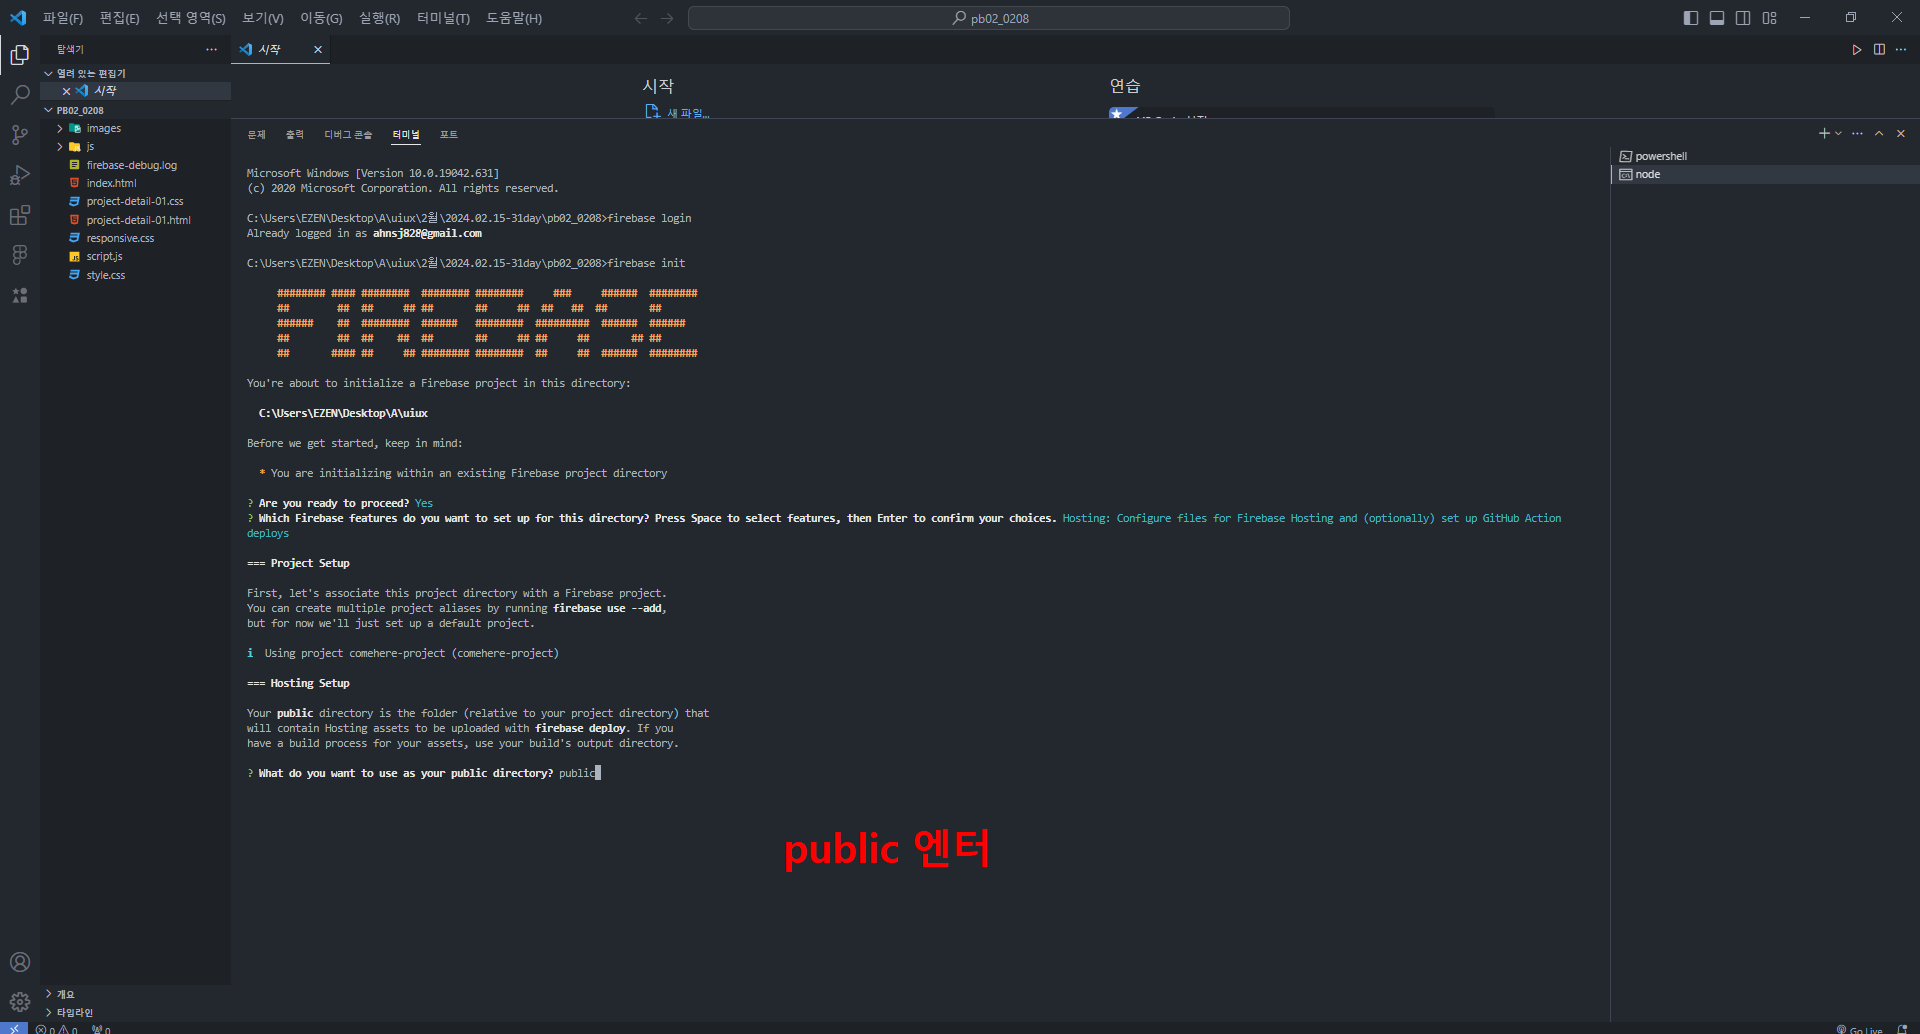 파일(F) 편집(E) 선택 영역(S) 보기(V) 이동(G) 실행(R) 터미널(T) 도움말(H)
pb02_0208
탐색기
시작
열려 있는 편집기
시작
PB02_0208
images
js
firebase-debug.log
index.html
project-detail-01.css
project-detail-01.html
responsive.css
script.js
style.css
개요
타임라인
시작
새 파일...
연습
문제 출력 디버그 콘솔 터미널 포트
powershell
node
Microsoft Windows [Version 10.0.19042.631]
(c) 2020 Microsoft Corporation. All rights reserved.
C:\Users\EZEN\Desktop\A\uiux\2월\2024.02.15-31day\pb02_0208>firebase login
Already logged in as ahnsj828@gmail.com
C:\Users\EZEN\Desktop\A\uiux\2월\2024.02.15-31day\pb02_0208>firebase init
FIREBASE
You're about to initialize a Firebase project in this directory:
C:\Users\EZEN\Desktop\A\uiux
Before we get started, keep in mind:
* You are initializing within an existing Firebase project directory
? Are you ready to proceed? Yes
? Which Firebase features do you want to set up for this directory? Press Space to select features, then Enter to confirm your choices. Hosting: Configure files for Firebase Hosting and (optionally) set up GitHub Action
deploys
=== Project Setup
First, let's associate this project directory with a Firebase project.
You can create multiple project aliases by running firebase use --add,
but for now we'll just set up a default project.
i Using project comehere-project (comehere-project)
=== Hosting Setup
Your public directory is the folder (relative to your project directory) that
will contain Hosting assets to be uploaded with firebase deploy. If you
have a build process for your assets, use your build's output directory.
? What do you want to use as your public directory? public
public 엔터
0 0 0
Go Live